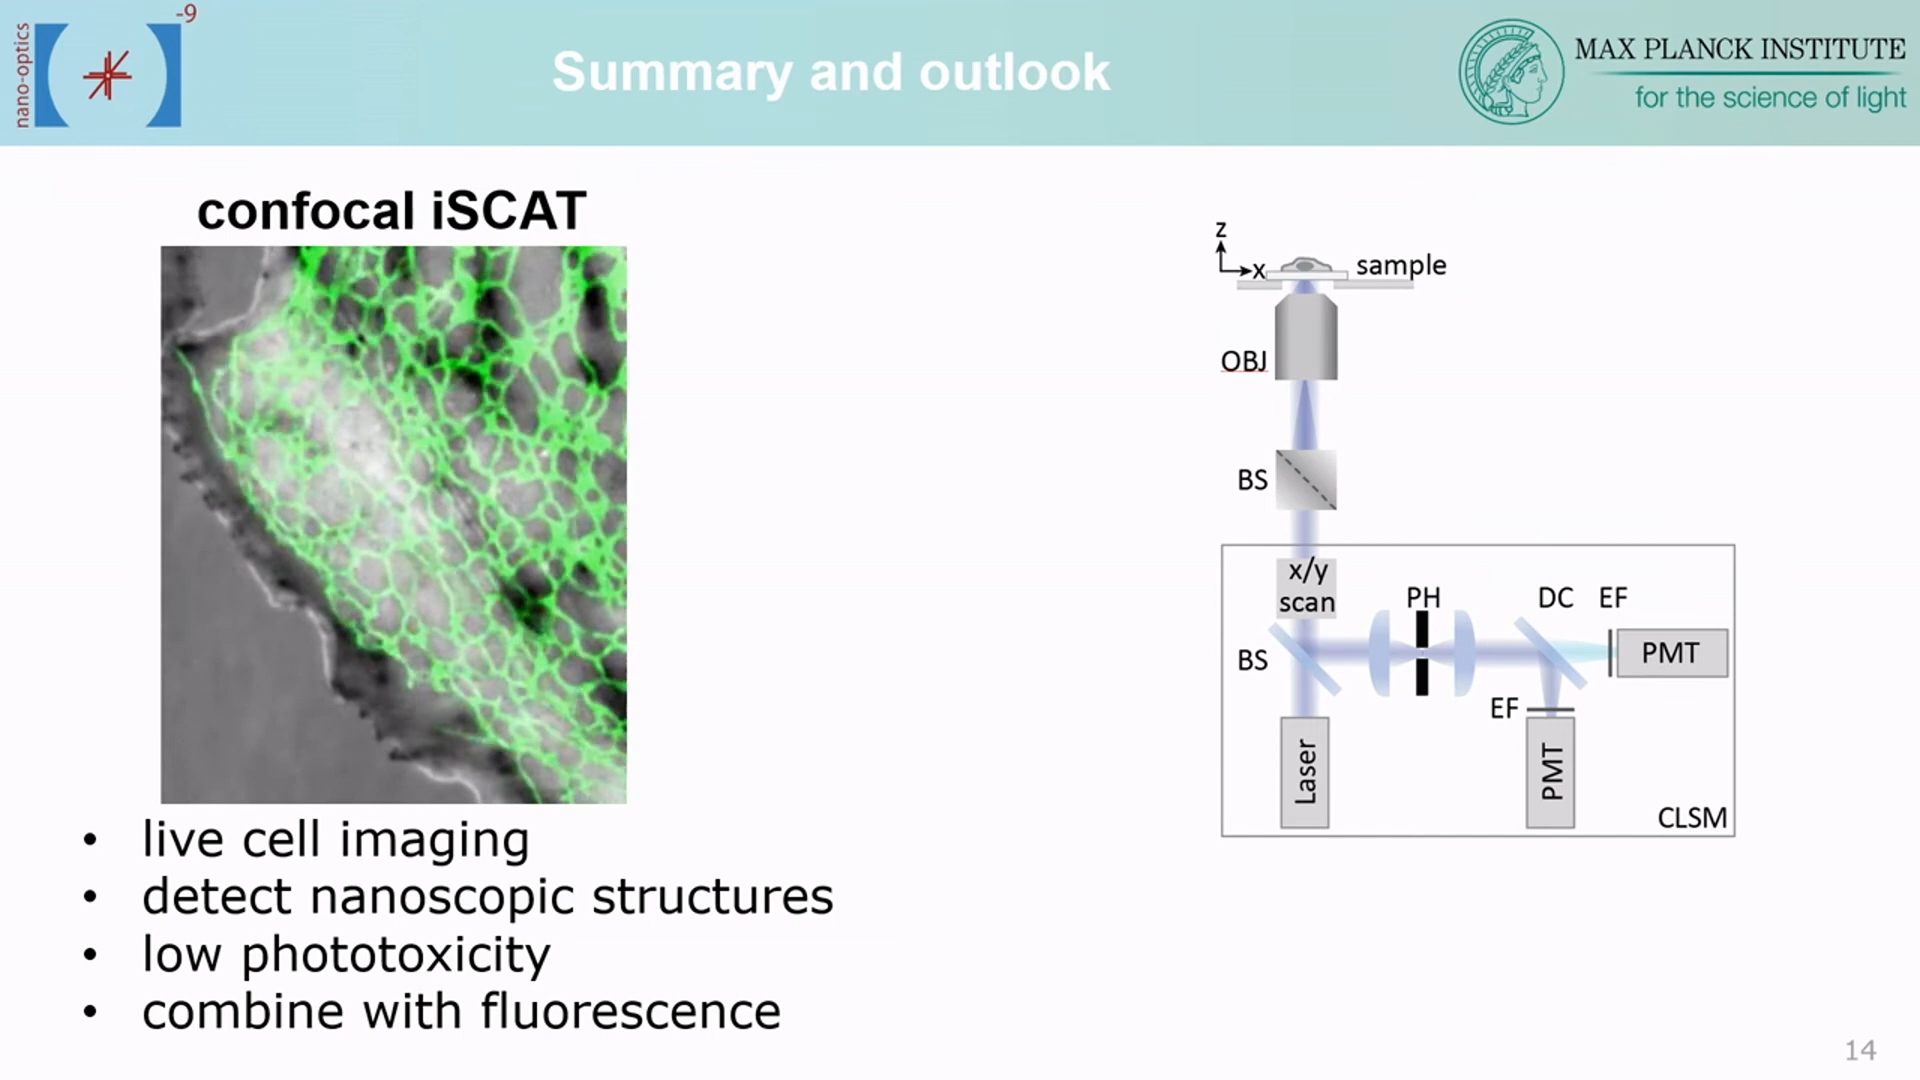 nano-optics
-9
Summary and outlook
MAX PLANCK INSTITUTE
for the science of light
confocal iSCAT
live cell imaging
detect nanoscopic structures
low phototoxicity
combine with fluorescence
z
x
sample
OBJ
BS
x/y
scan
PH
DC
EF
BS
PMT
EF
Laser
PMT
CLSM
14